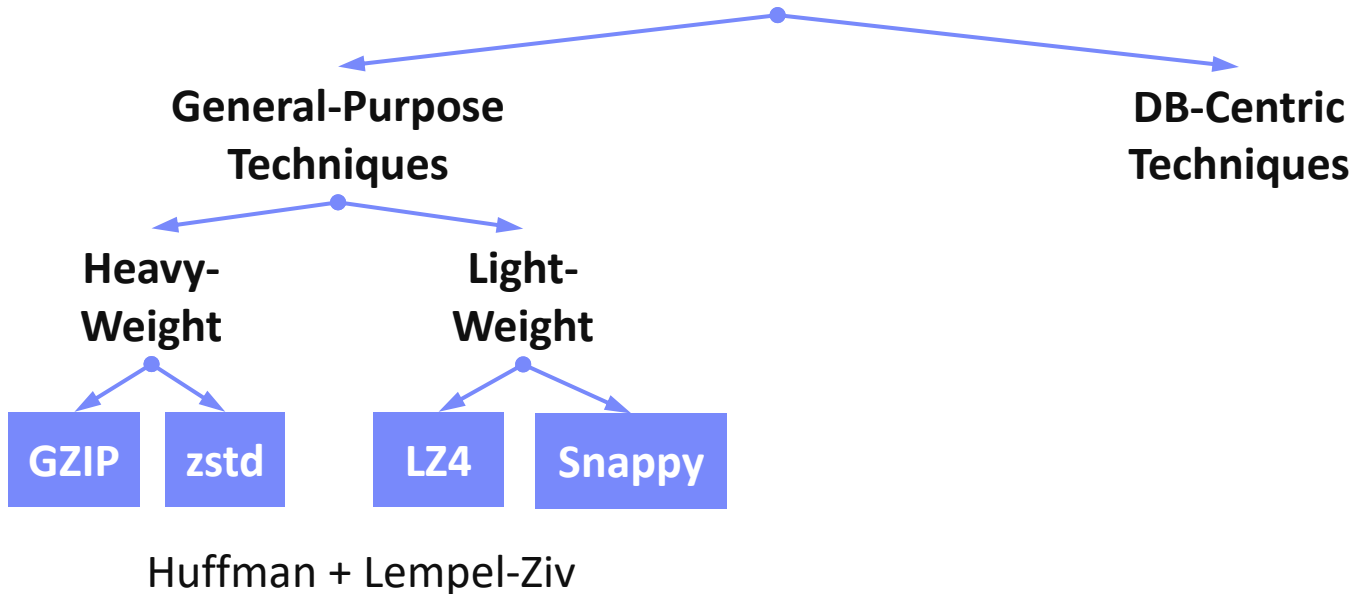 General-Purpose
Techniques
DB-Centric
Techniques
Heavy-
Weight
Light-
Weight
GZIP
zstd
LZ4
Snappy
Huffman + Lempel-Ziv